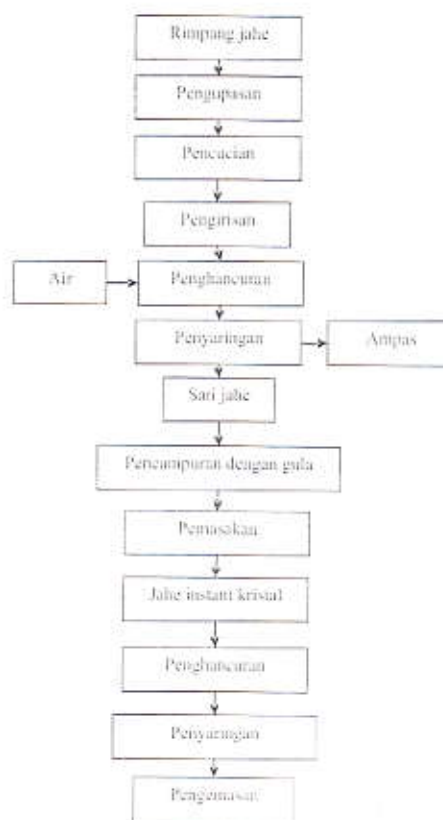 Rimpang jahe
Pengupasan
Pencucian
Pengirisan
Air
Penghancuran
Penyaringan
Ampas
Sari jahe
Pencampuran dengan gula
Pemasakan
Jahe instant kristal
Penghancuran
Penyaringan
Pengemasan